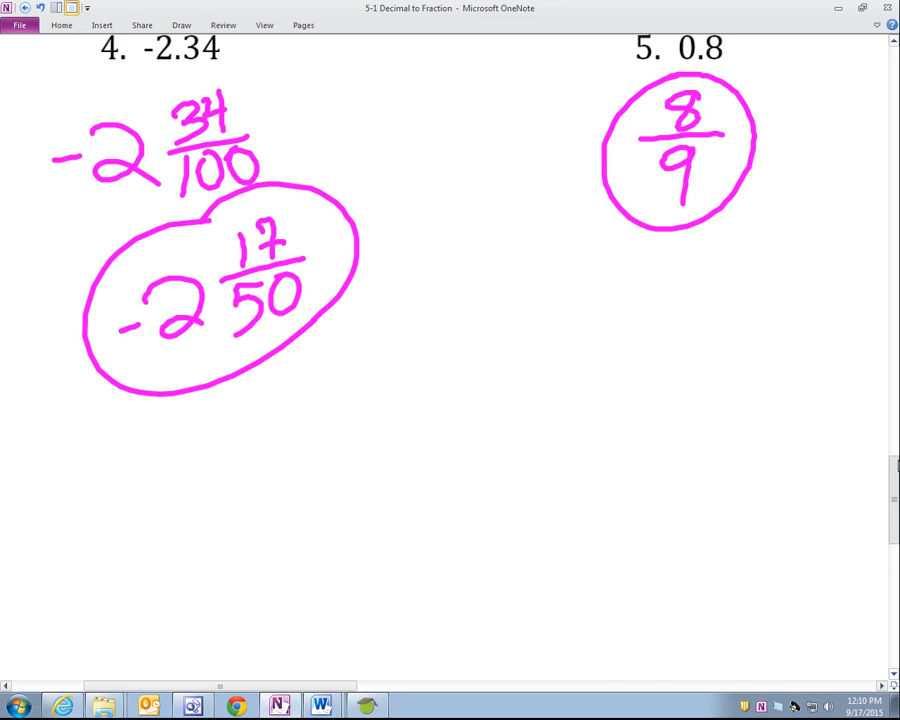 5-1 Decimal to Fraction - Microsoft OneNote
File Home Insert Share Draw Review View Pages
4. -2.34 5. 0.8
-2 34/100 8/9
-2 17/50
12:10 PM
9/17/2015